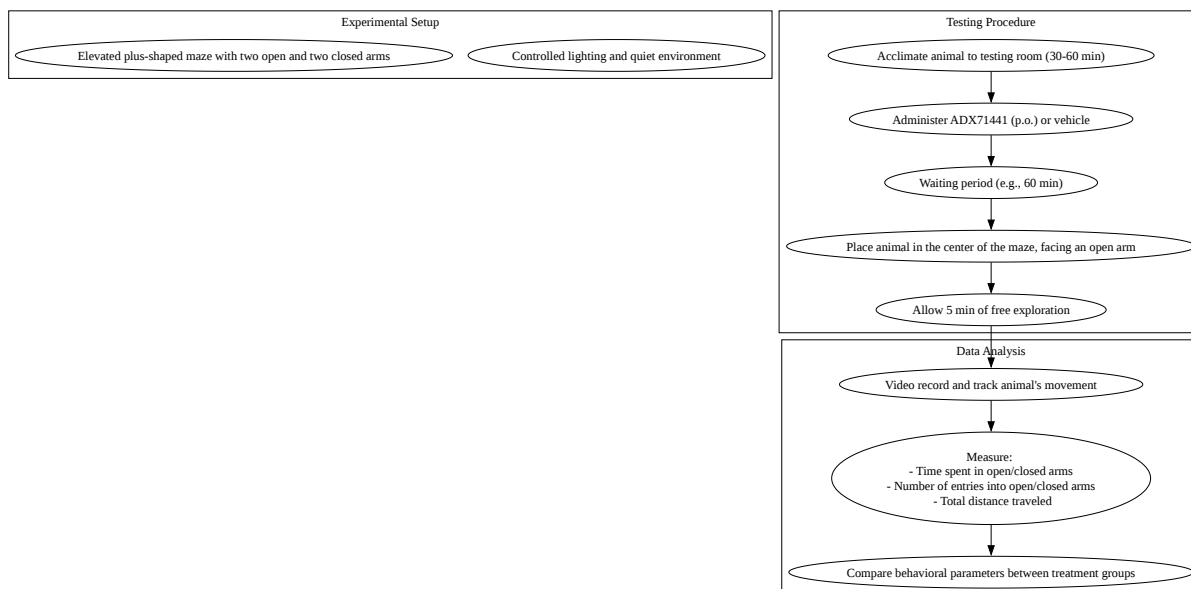 Experimental Setup
Elevated plus-shaped maze with two open and two closed arms
Controlled lighting and quiet environment
Testing Procedure
Acclimate animal to testing room (30-60 min)
Administer ADX71441 (p.o.) or vehicle
Waiting period (e.g., 60 min)
Place animal in the center of the maze, facing an open arm
Allow 5 min of free exploration
Data Analysis
Video record and track animal's movement
Measure:
- Time spent in open/closed arms
- Number of entries into open/closed arms
- Total distance traveled
Compare behavioral parameters between treatment groups